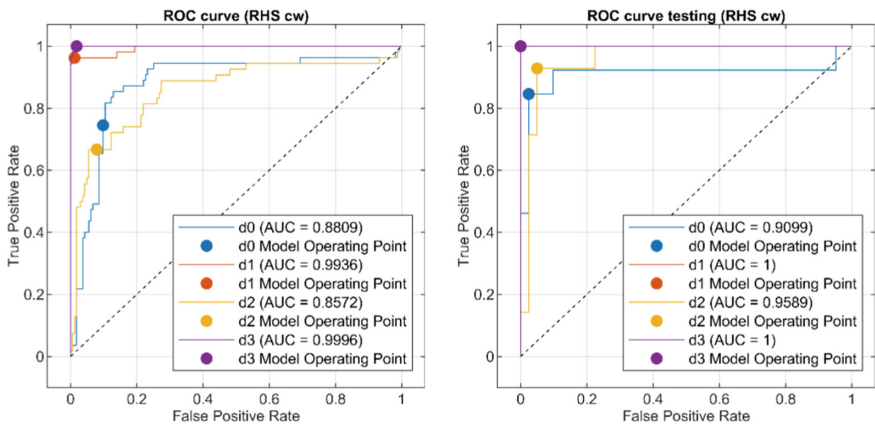 ROC curve (RHS cw)
True Positive Rate
1
0.8
0.6
0.4
0.2
0
d0 (AUC = 0.8809)
d0 Model Operating Point
d1 (AUC = 0.9936)
d1 Model Operating Point
d2 (AUC = 0.8572)
d2 Model Operating Point
d3 (AUC = 0.9996)
d3 Model Operating Point
0 0.2 0.4 0.6 0.8 1
False Positive Rate
ROC curve testing (RHS cw)
True Positive Rate
1
0.8
0.6
0.4
0.2
0
d0 (AUC = 0.9099)
d0 Model Operating Point
d1 (AUC = 1)
d1 Model Operating Point
d2 (AUC = 0.9589)
d2 Model Operating Point
d3 (AUC = 1)
d3 Model Operating Point
0 0.2 0.4 0.6 0.8 1
False Positive Rate